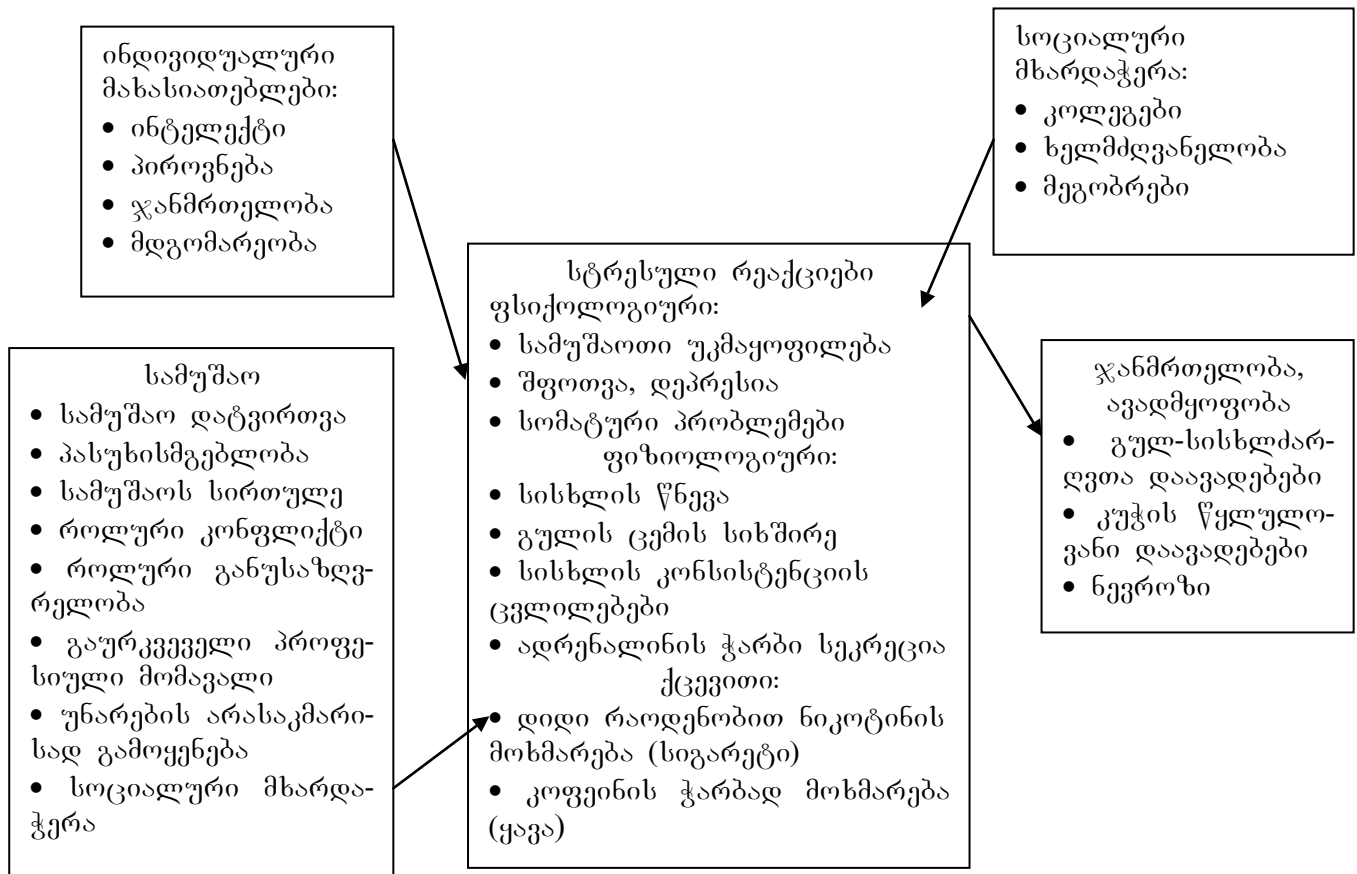 ინდივიდუალური
მახასიათებლები:
• ინტელექტი
• პიროვნება
• ჯანმრთელობა
• მდგომარეობა
სოციალური
მხარდაჭერა:
• კოლეგები
• ხელმძღვანელობა
• მეგობრები
სამუშაო
• სამუშაო დატვირთვა
• პასუხისმგებლობა
• სამუშაოს სირთულე
• როლური კონფლიქტი
• როლური განუსაზღვ-
რელობა
• გაურკვეველი პროფე-
სიული მომავალი
• უნარების არასაკმარი-
სად გამოყენება
• სოციალური მხარდა-
ჭერა
სტრესული რეაქციები
ფსიქოლოგიური:
• სამუშაოთი უკმაყოფილება
• შფოთვა, დეპრესია
• სომატური პრობლემები
ფიზიოლოგიური:
• სისხლის წნევა
• გულის ცემის სიხშირე
• სისხლის კონსისტენციის
ცვლილებები
• ადრენალინის ჭარბი სეკრეცია
ქცევითი:
• დიდი რაოდენობით ნიკოტინის
მოხმარება (სიგარეტი)
• კოფეინის ჭარბად მოხმარება
(ყავა)
ჯანმრთელობა,
ავადმყოფობა
• გულ-სისხლძარ-
ღვთა დაავადებები
• კუჭის წყლულო-
ვანი დაავადებები
• ნევროზი